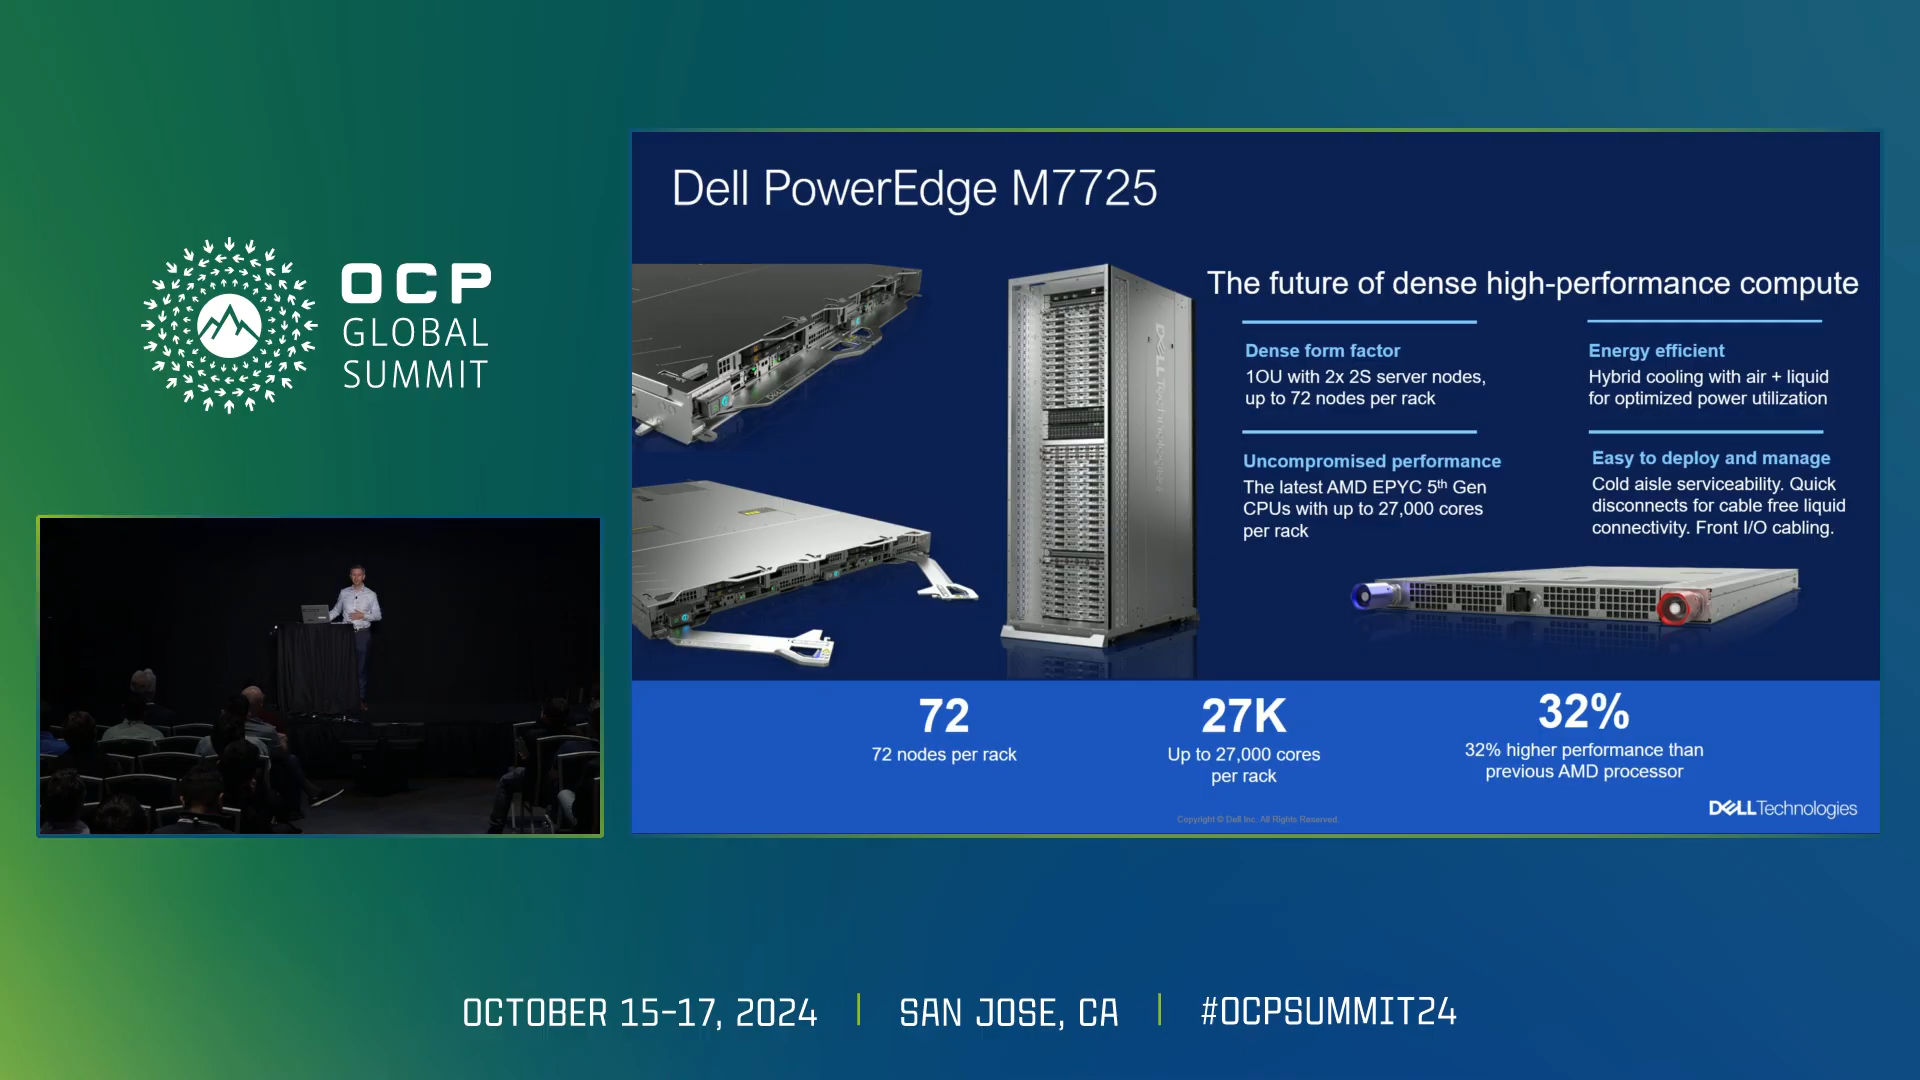 OCP
GLOBAL
SUMMIT
Dell PowerEdge M7725
The future of dense high-performance compute
Dense form factor
1OU with 2x 2S server nodes,
up to 72 nodes per rack
Energy efficient
Hybrid cooling with air + liquid
for optimized power utilization
Uncompromised performance
The latest AMD EPYC 5th Gen
CPUs with up to 27,000 cores
per rack
Easy to deploy and manage
Cold aisle serviceability. Quick
disconnects for cable free liquid
connectivity. Front I/O cabling.
DELL Technologies
72
72 nodes per rack
27K
Up to 27,000 cores
per rack
32%
32% higher performance than
previous AMD processor
Copyright © Dell Inc. All Rights Reserved.
DELL Technologies
OCTOBER 15-17, 2024
SAN JOSE, CA
#OCPSUMMIT24